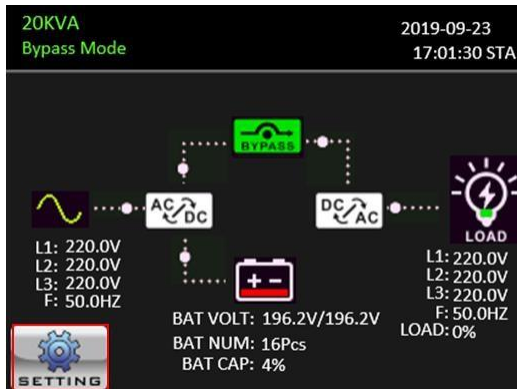 20KVA
2019-09-23
Bypass Mode
17:01:30 STA
BYPASS
AC
DC
DC
AC
LOAD
L1: 220.0V
L2: 220.0V
L3: 220.0V
F: 50.0HZ
L1: 220.0V
L2: 220.0V
L3: 220.0V
F: 50.0HZ
LOAD: 0%
BAT VOLT: 196.2V/196.2V
BAT NUM: 16Pcs
BAT CAP: 4%
SETTING